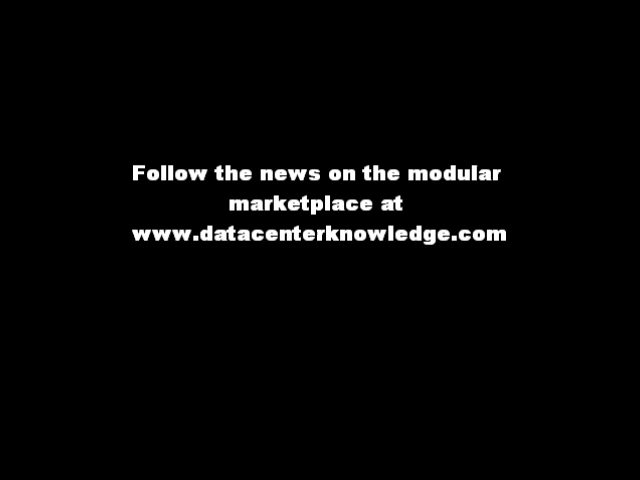 Follow the news on the modular
marketplace at
www.datacenterknowledge.com